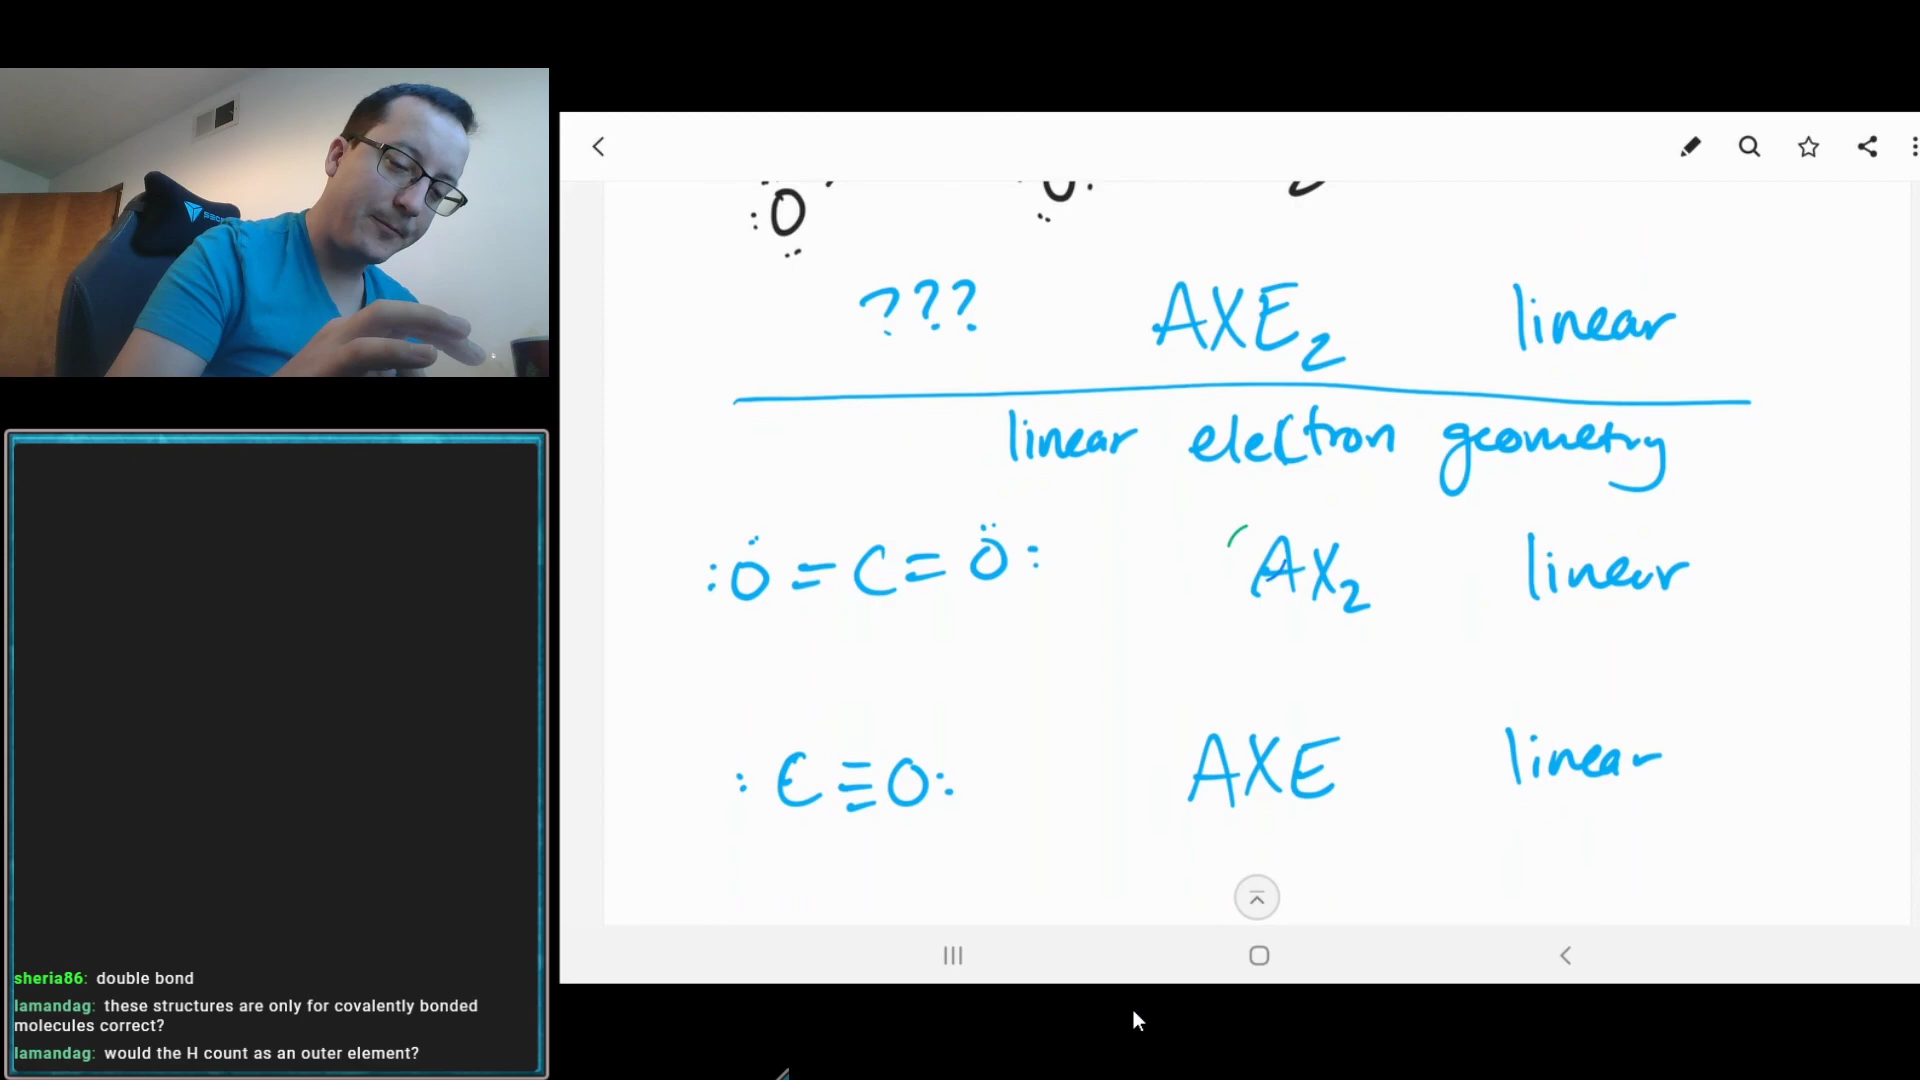 :O O:
??? AXE2 linear
linear electron geometry
:O=C=O: AX2 linear
:C≡O: AXE linear
sheria86: double bond
lamandag: these structures are only for covalently bonded
molecules correct?
lamandag: would the H count as an outer element?